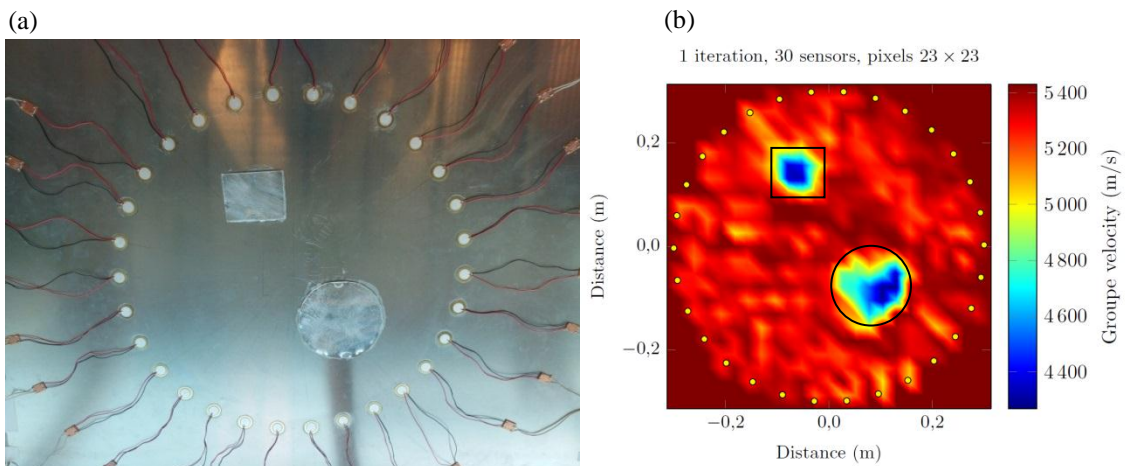 (a)
(b)
1 iteration, 30 sensors, pixels 23 × 23
0,2
0,0
−0,2
Distance (m)
−0,2
0,0
0,2
Distance (m)
5 400
5 200
5 000
4 800
4 600
4 400
Groupe velocity (m/s)